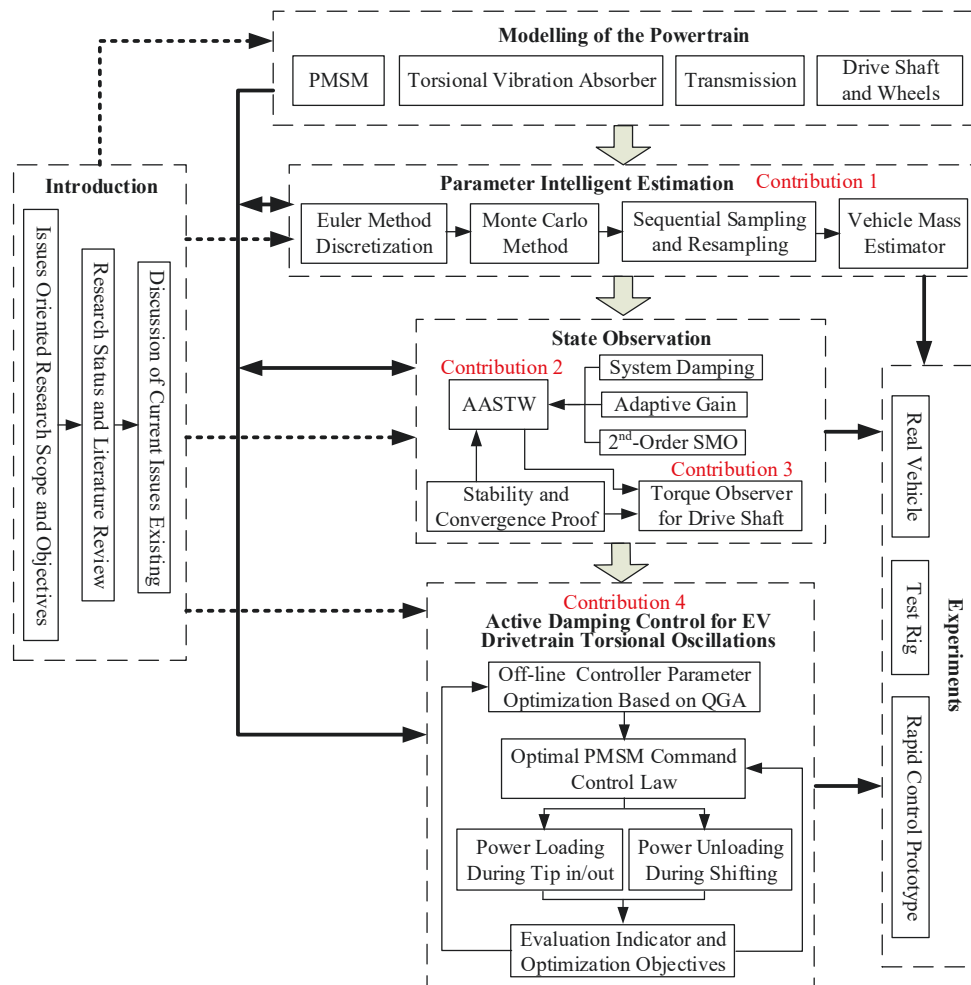 Modelling of the Powertrain
PMSM
Torsional Vibration Absorber
Transmission
Drive Shaft
and Wheels
Introduction
Issues Oriented Research Scope and Objectives
Research Status and Literature Review
Discussion of Current Issues Existing
Parameter Intelligent Estimation
Contribution 1
Euler Method
Discretization
Monte Carlo
Method
Sequential Sampling
and Resampling
Vehicle Mass
Estimator
State Observation
Contribution 2
AASTW
System Damping
Adaptive Gain
2nd-Order SMO
Contribution 3
Stability and
Convergence Proof
Torque Observer
for Drive Shaft
Contribution 4
Active Damping Control for EV
Drivetrain Torsional Oscillations
Off-line Controller Parameter
Optimization Based on QGA
Optimal PMSM Command
Control Law
Power Loading
During Tip in/out
Power Unloading
During Shifting
Evaluation Indicator and
Optimization Objectives
Real Vehicle
Test Rig
Rapid Control Prototype
Experiments